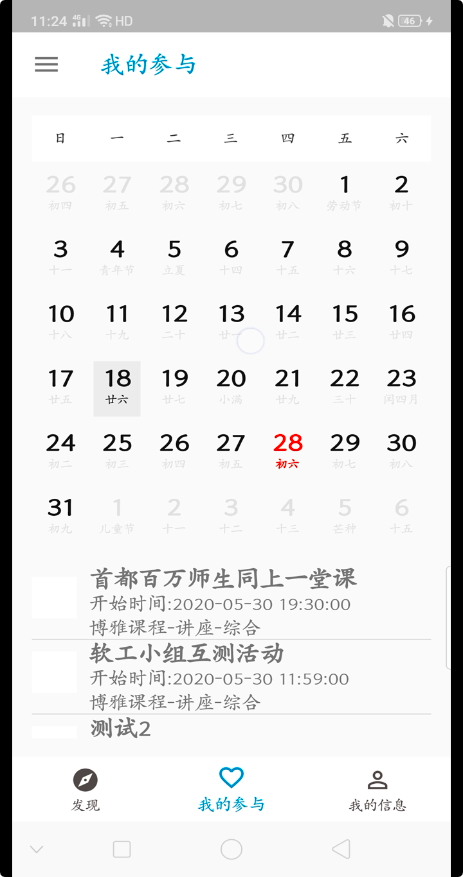 11:24 HD 46
我的参与
日 一 二 三 四 五 六
26 27 28 29 30 1 2
初四 初五 初六 初七 初八 劳动节 初十
3 4 5 6 7 8 9
十一 青年节 立夏 十四 十五 十六 十七
10 11 12 13 14 15 16
十八 十九 二十 廿一 廿二 廿三 廿四
17 18 19 20 21 22 23
廿五 廿六 廿七 小满 廿九 三十 闰四月
24 25 26 27 28 29 30
初二 初三 初四 初五 初六 初七 初八
31 1 2 3 4 5 6
初九 儿童节 十一 十二 十三 芒种 十五
首都百万师生同上一堂课
开始时间:2020-05-30 19:30:00
博雅课程-讲座-综合
软工小组互测活动
开始时间:2020-05-30 11:59:00
博雅课程-讲座-综合
测试2
发现 我的参与 我的信息